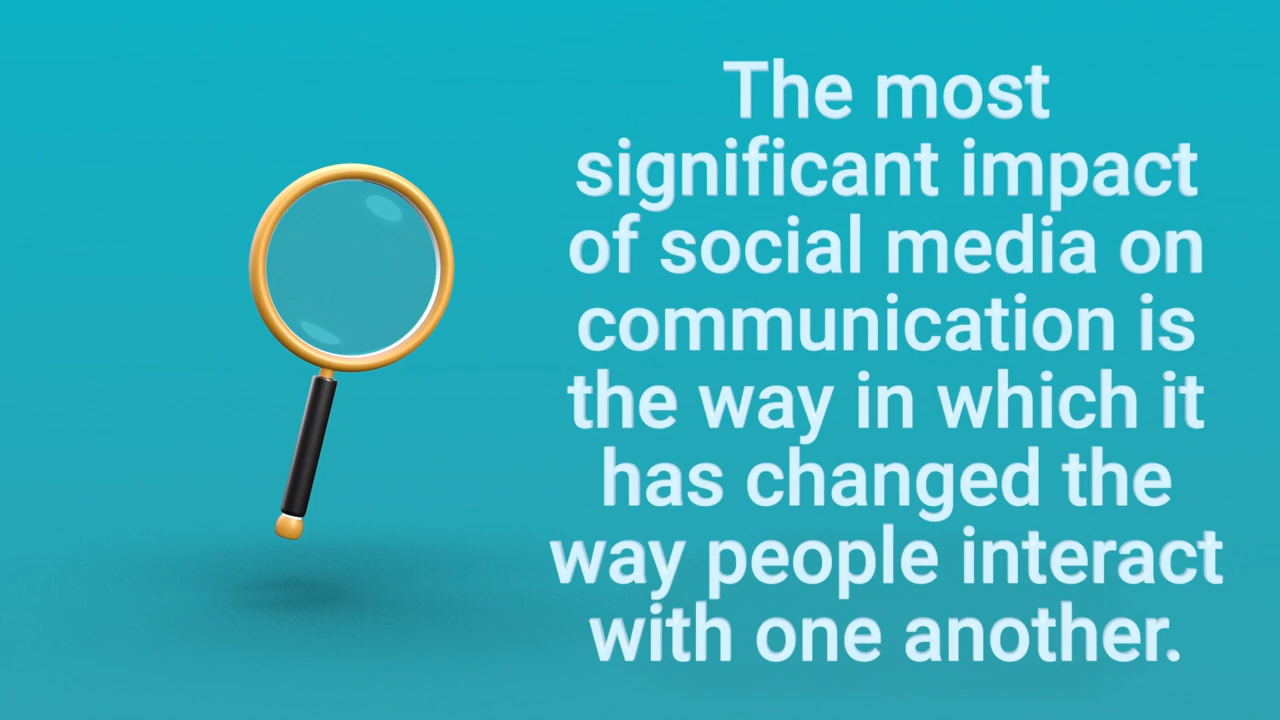 The most
significant impact
of social media on
communication is
the way in which it
has changed the
way people interact
with one another.